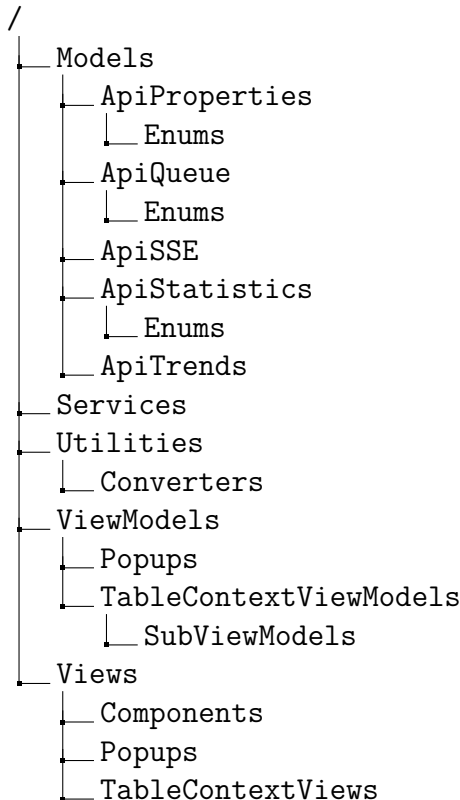 /
Models
ApiProperties
Enums
ApiQueue
Enums
ApiSSE
ApiStatistics
Enums
ApiTrends
Services
Utilities
Converters
ViewModels
Popups
TableContextViewModels
SubViewModels
Views
Components
Popups
TableContextViews